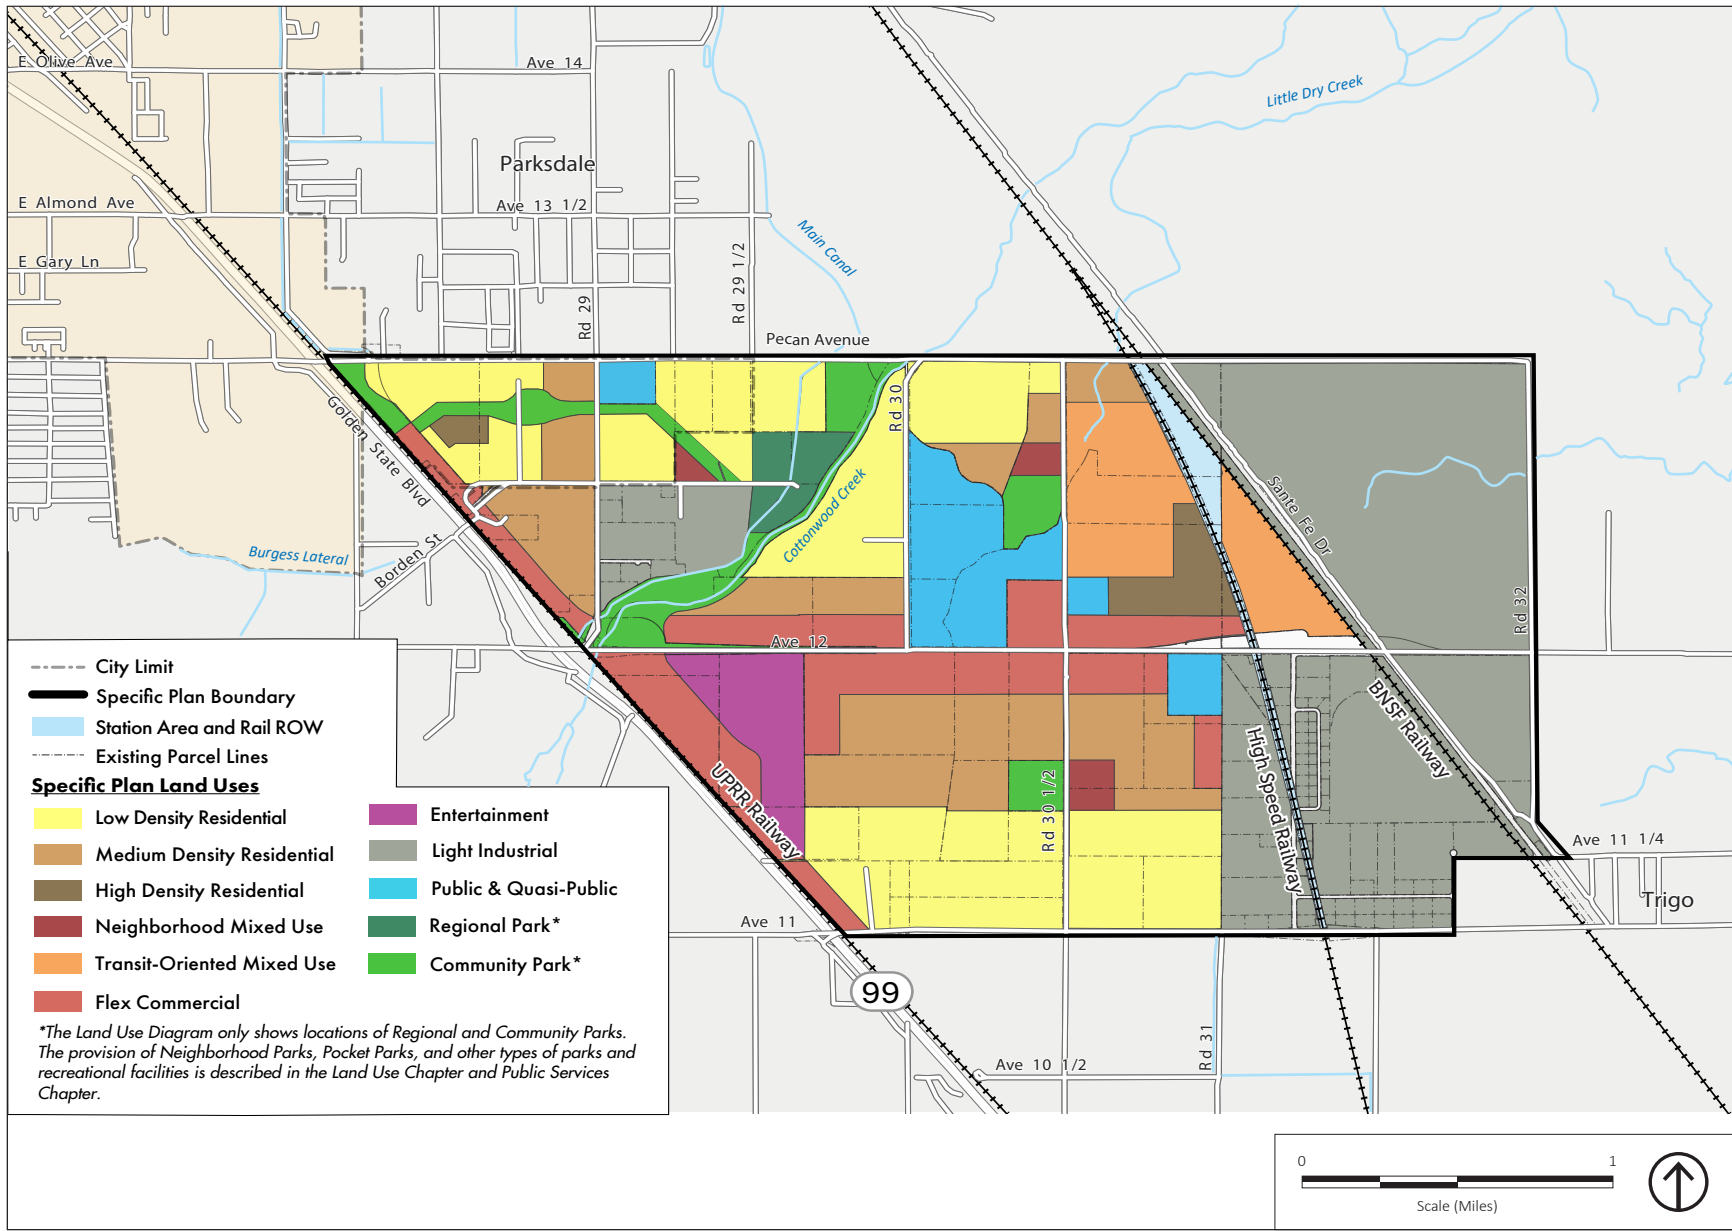 E Olive Ave
Ave 14
Little Dry Creek
Parksdale
E Almond Ave
Ave 13 1/2
Main Canal
E Gary Ln
Rd 29
Rd 29 1/2
Pecan Avenue
Golden State Blvd
Rd 30
Cottonwood Creek
Sante Fe Dr
Burgess Lateral
Borden St
Rd 32
Ave 12
City Limit
Specific Plan Boundary
Station Area and Rail ROW
Existing Parcel Lines
Specific Plan Land Uses
Low Density Residential
Medium Density Residential
High Density Residential
Neighborhood Mixed Use
Transit-Oriented Mixed Use
Flex Commercial
Entertainment
Light Industrial
Public & Quasi-Public
Regional Park*
Community Park*
*The Land Use Diagram only shows locations of Regional and Community Parks.
The provision of Neighborhood Parks, Pocket Parks, and other types of parks and
recreational facilities is described in the Land Use Chapter and Public Services
Chapter.
UPRR Railway
Rd 30 1/2
High Speed Railway
BNSF Railway
Ave 11 1/4
Trigo
Ave 11
99
Ave 10 1/2
Rd 31
0 1
Scale (Miles)